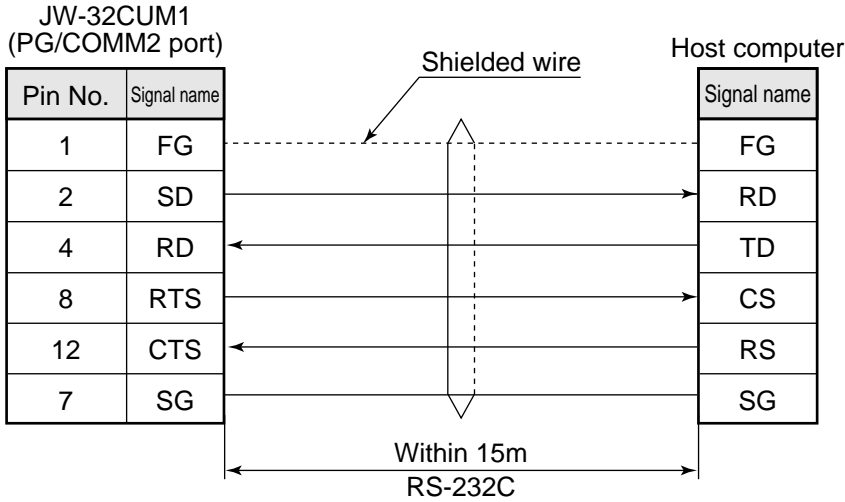 JW-32CUM1
(PG/COMM2 port)
Shielded wire
Host computer
Pin No. Signal name Signal name
1 FG FG
2 SD RD
4 RD TD
8 RTS CS
12 CTS RS
7 SG SG
Within 15m
RS-232C